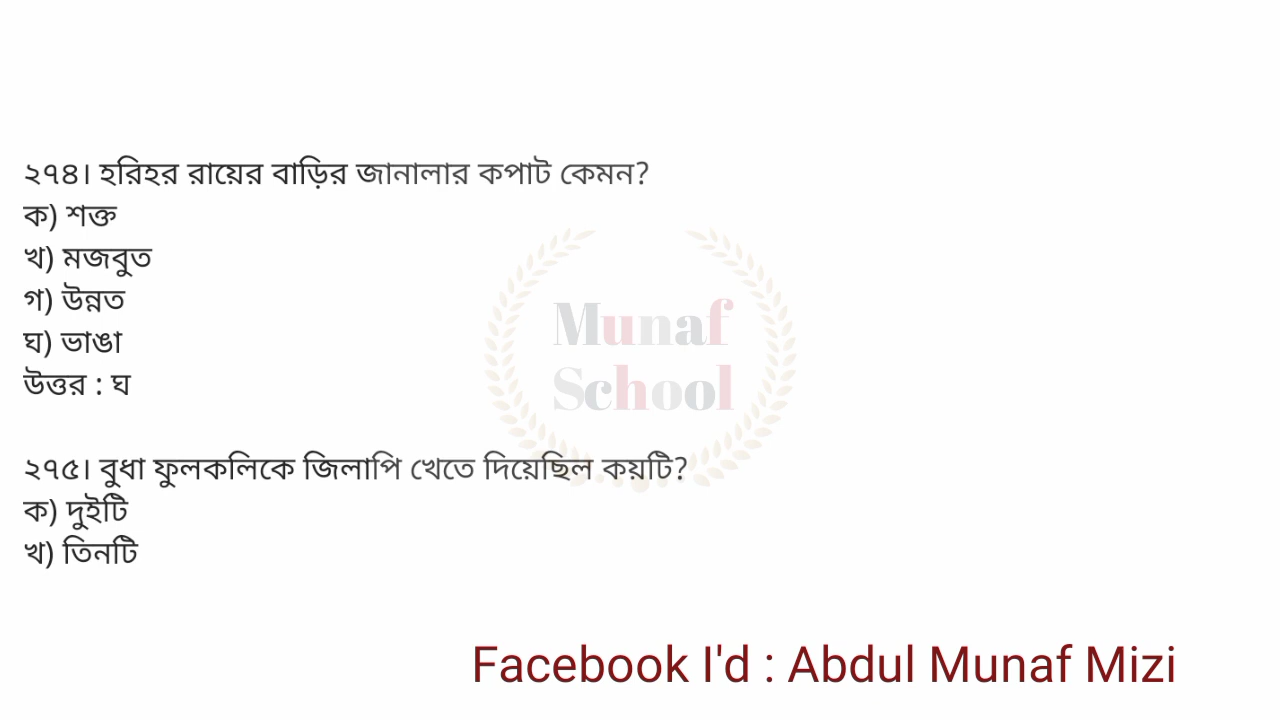 ২৭৪। হরিহর রায়ের বাড়ির জানালার কপাট কেমন?
ক) শক্ত
খ) মজবুত
গ) উন্নত
ঘ) ভাঙা
উত্তর : ঘ
Munaf
School
২৭৫। বুধা ফুলকলিকে জিলাপি খেতে দিয়েছিল কয়টি?
ক) দুইটি
খ) তিনটি
Facebook I'd : Abdul Munaf Mizi